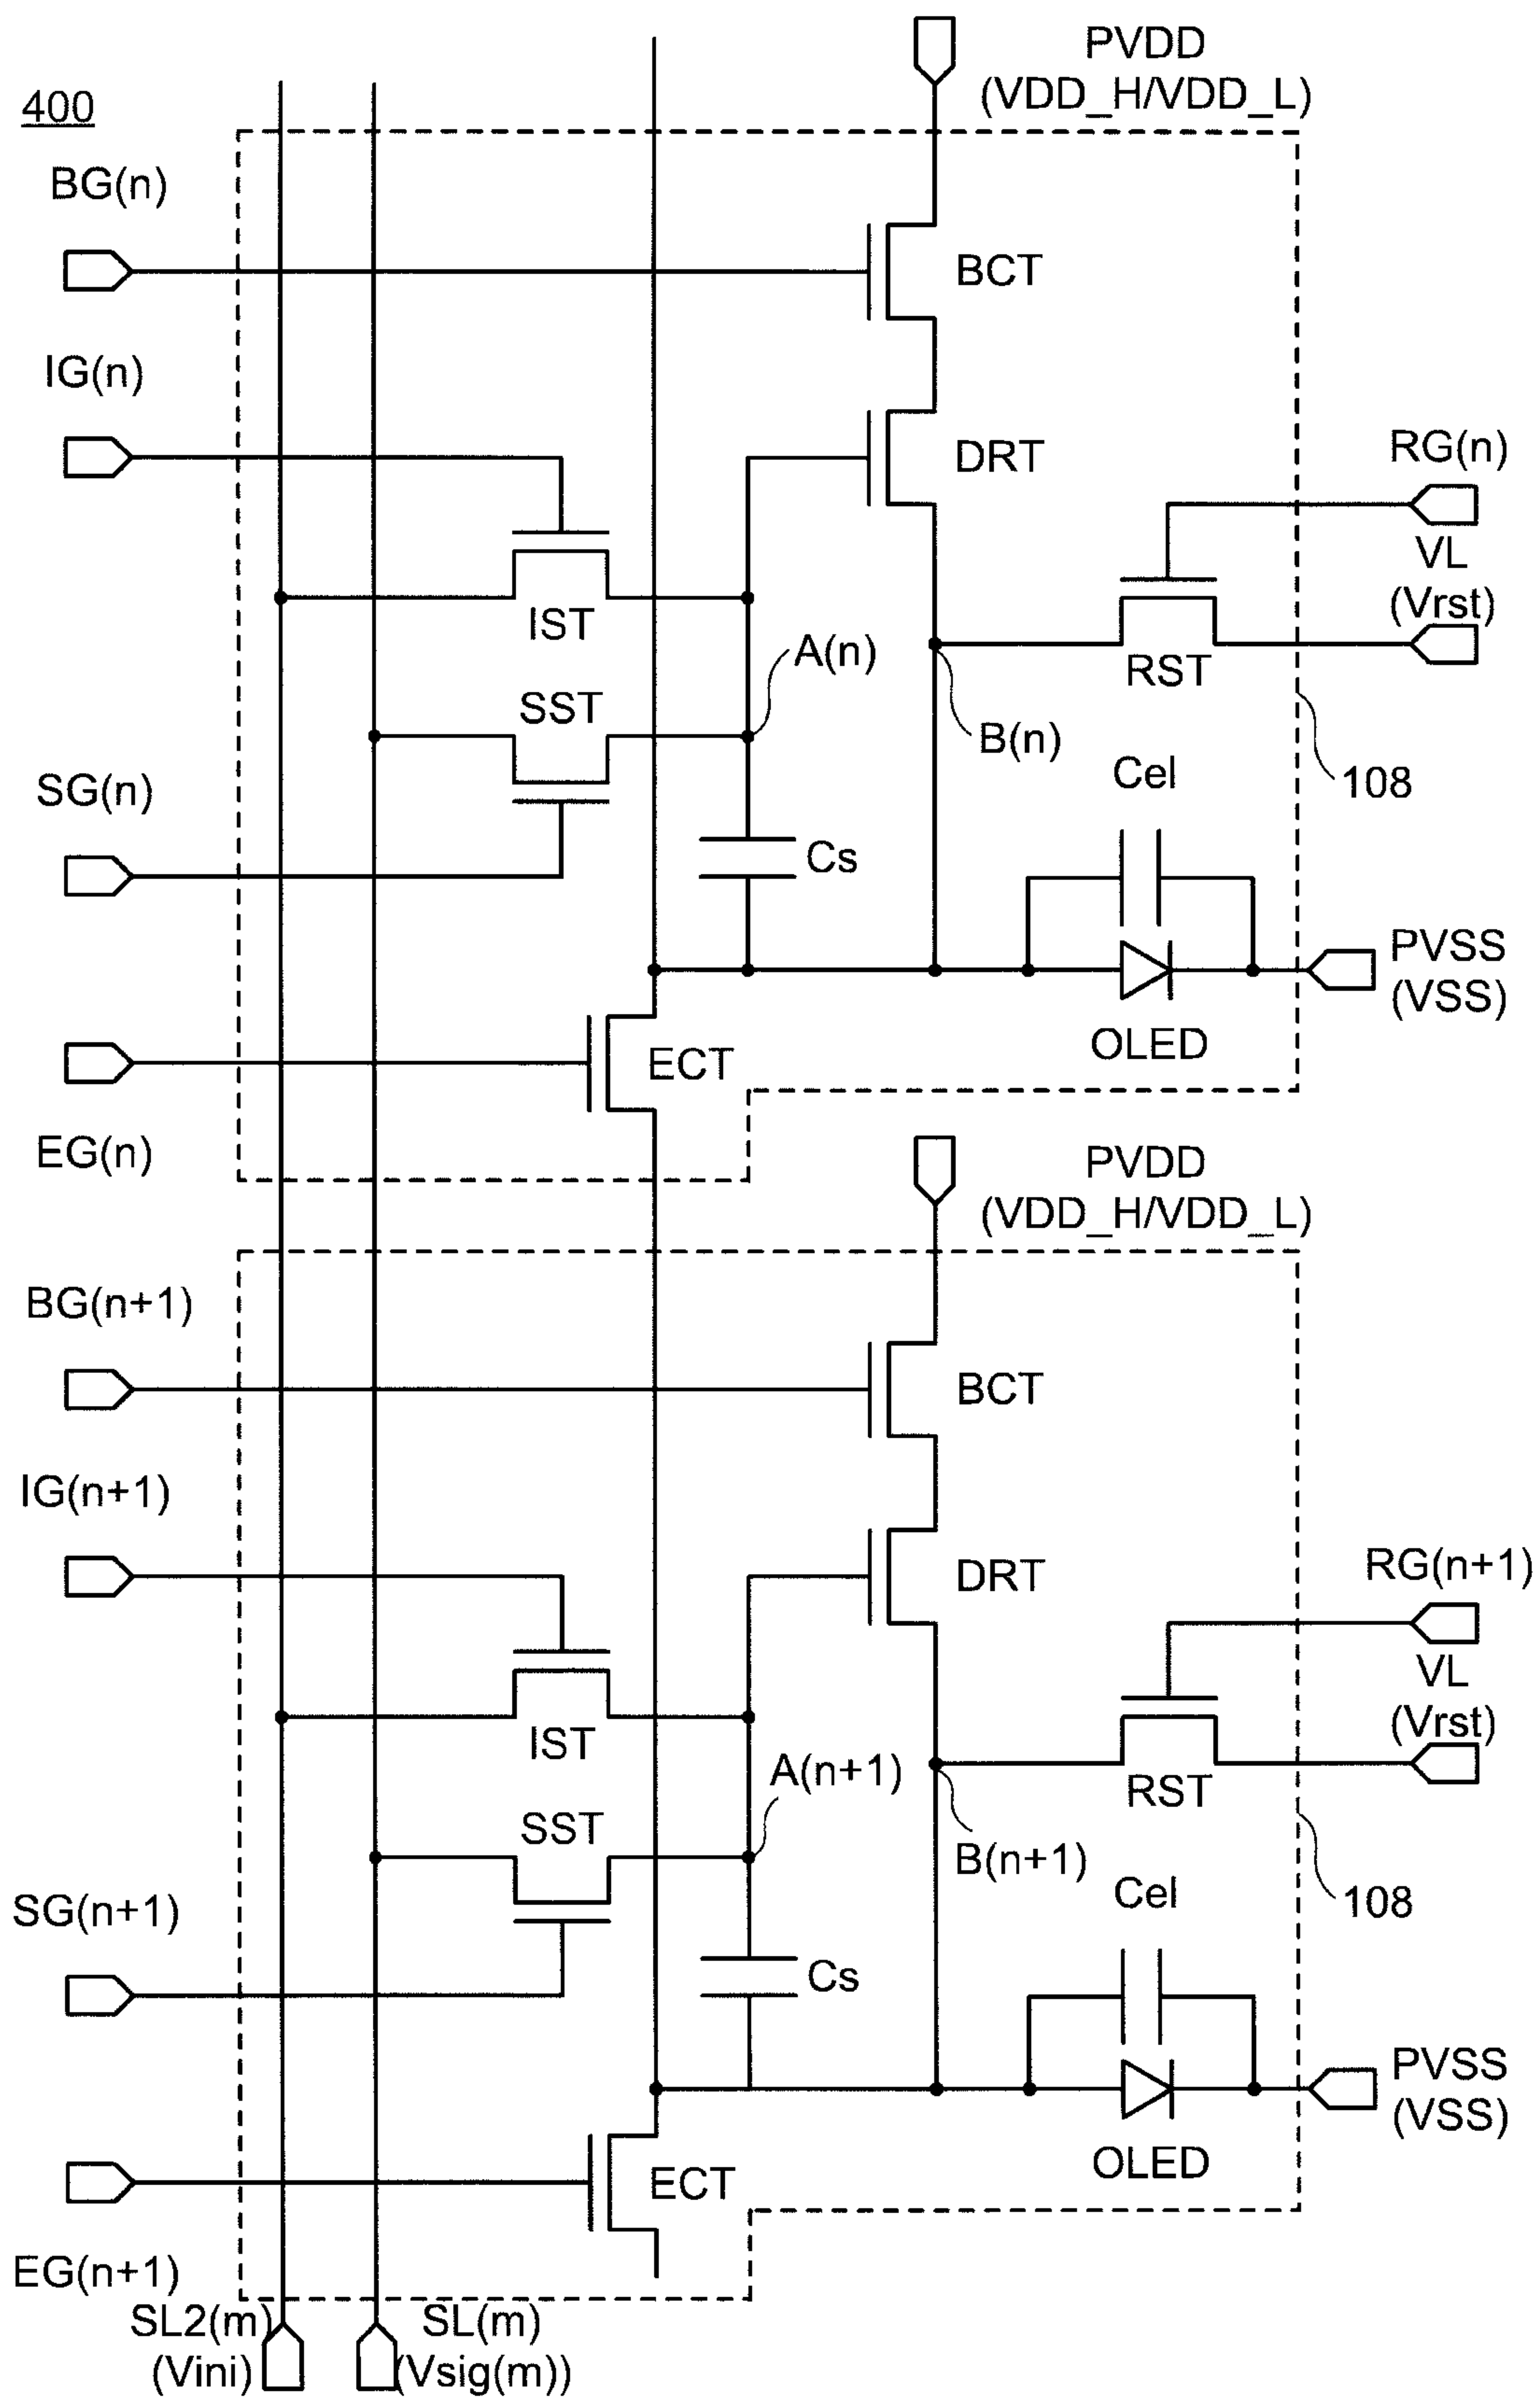 400
PVDD
(VDD_H/VDD_L)
BG(n)
BCT
IG(n)
DRT
RG(n)
VL
(Vrst)
IST
A(n)
RST
SST
B(n)
Cel
108
SG(n)
Cs
PVSS
(VSS)
OLED
ECT
EG(n)
PVDD
(VDD_H/VDD_L)
BG(n+1)
BCT
IG(n+1)
DRT
RG(n+1)
VL
(Vrst)
IST
A(n+1)
RST
SST
B(n+1)
Cel
108
SG(n+1)
Cs
PVSS
(VSS)
OLED
ECT
EG(n+1)
SL2(m)
(Vini)
SL(m)
(Vsig(m))